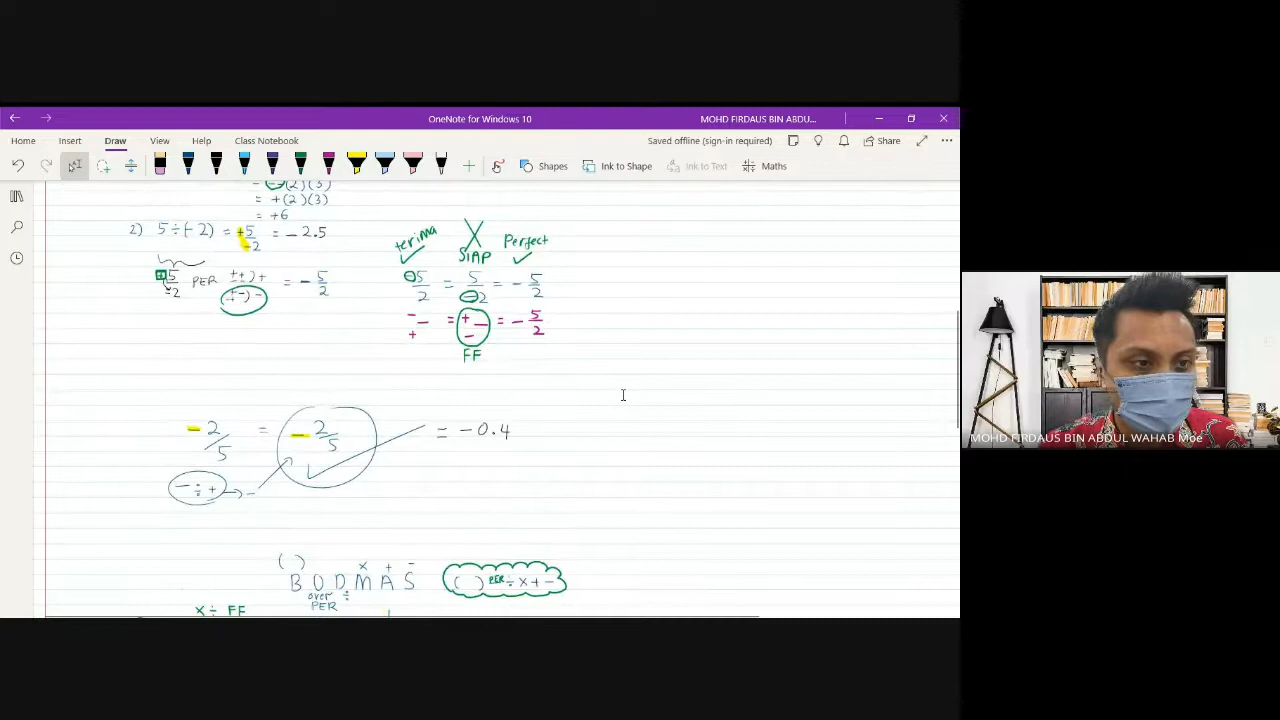 OneNote for Windows 10
MOHD FIRDAUS BIN ABDU...
Home Insert Draw View Help Class Notebook
Saved offline (sign-in required)
Share
Shapes
Ink to Shape
Ink to Text
Maths
= +(2)(3)
= +6
2) 5÷(-2) = +5/-2 = -2.5
+5/-2 PER ++)+ = -5/2
+-)-
terima X Perfect
SIAP
-5/2 = 5/-2 = -5/2
-/+ - = +/- - = -5/2
FF
-2/5 = -2/5 = -0.4
- ÷ + → -
( ) × + -
B O D M A S
( ) PER ÷ × + -
over ÷
PER
× ÷ FF
MOHD FIRDAUS BIN ABDUL WAHAB Moe